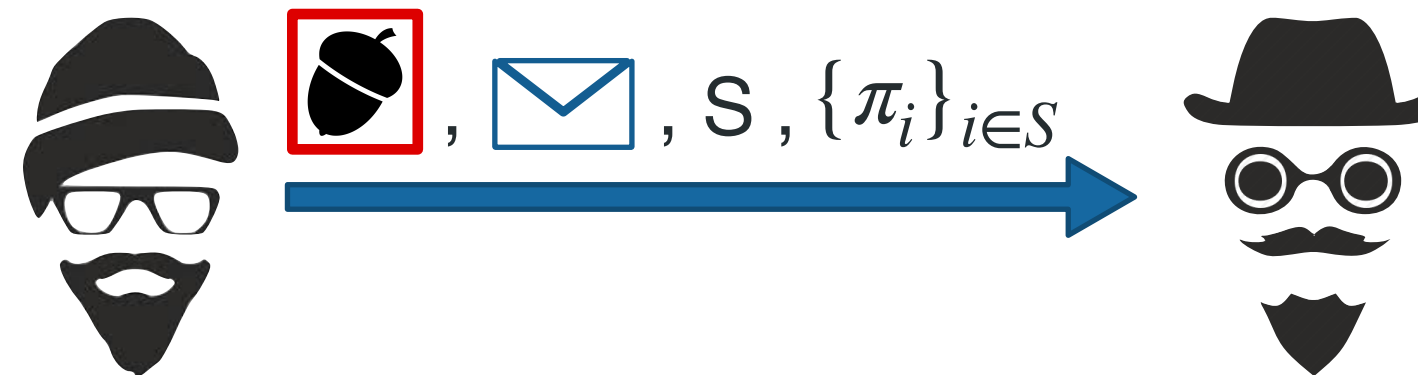 , , S , {π_i}_{i∈S}